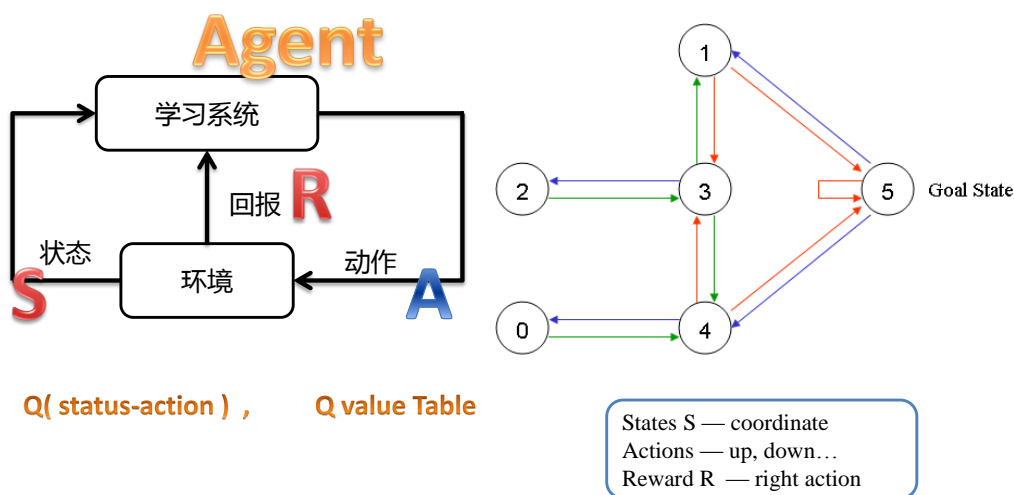 Agent
学习系统
回报 R
状态
S
环境
动作
A
Q( status-action ) ,
Q value Table
1
2
3
5
Goal State
0
4
States S — coordinate
Actions — up, down…
Reward R — right action